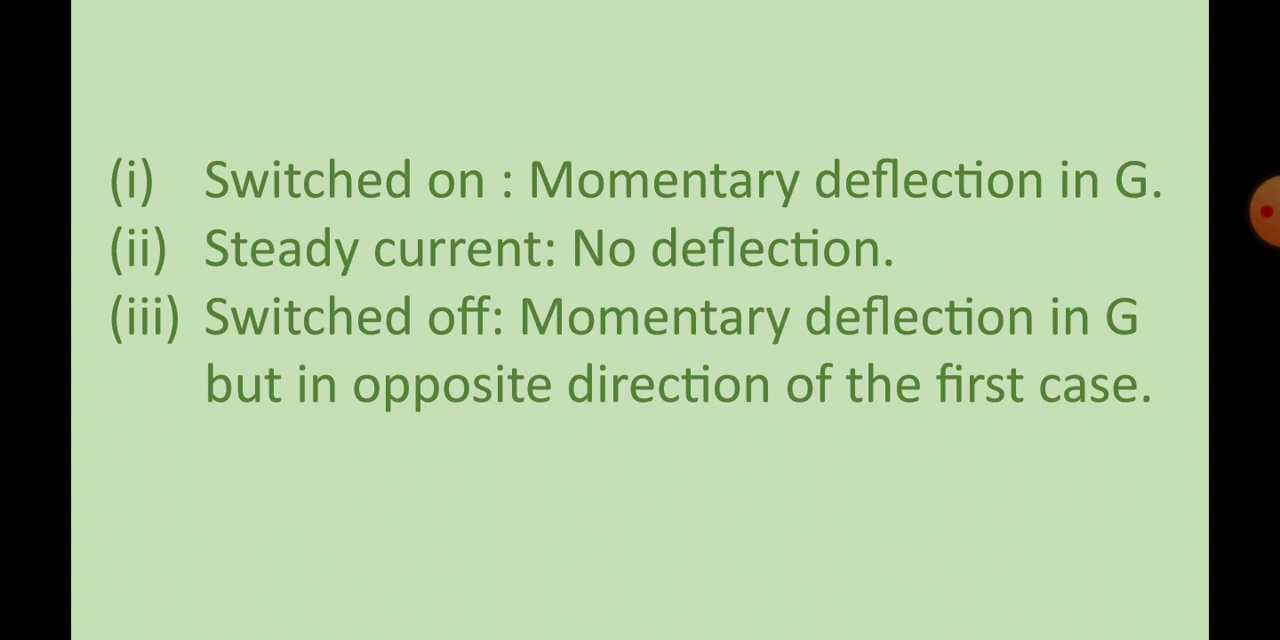 (i) Switched on : Momentary deflection in G.
(ii) Steady current: No deflection.
(iii) Switched off: Momentary deflection in G
but in opposite direction of the first case.